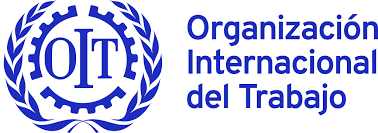 OIT
Organización
Internacional
del Trabajo